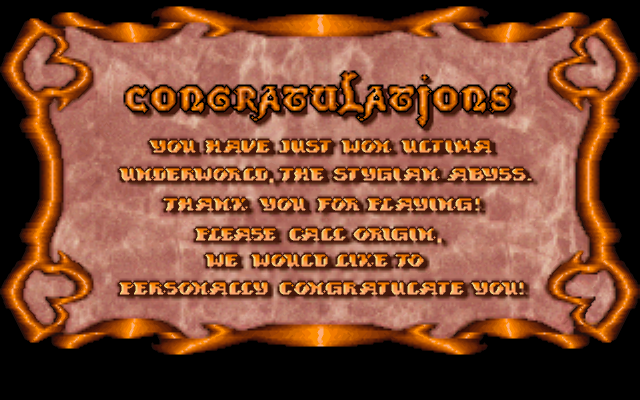 CONGRATULATIONS
YOU HAVE JUST WON ULTIMA
UNDERWORLD, THE STYGIAN ABYSS.
THANX YOU FOR PLAYING!
PLEASE CALL ORIGIN,
WE WOULD LIKE TO
PERSONALLY CONGRATULATE YOU!